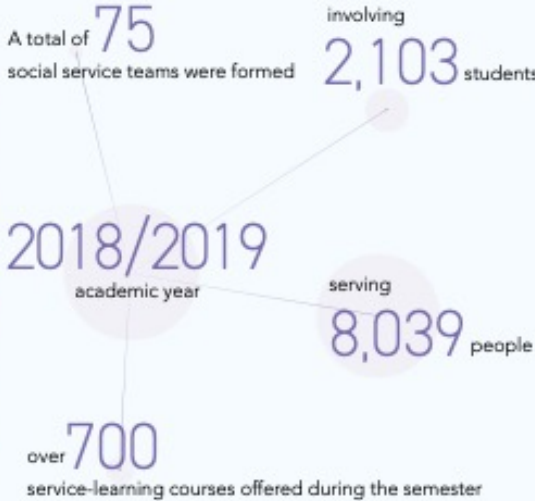 A total of 75
social service teams were formed
involving
2,103 students
2018/2019
academic year
serving
8,039 people
over 700
service-learning courses offered during the semester